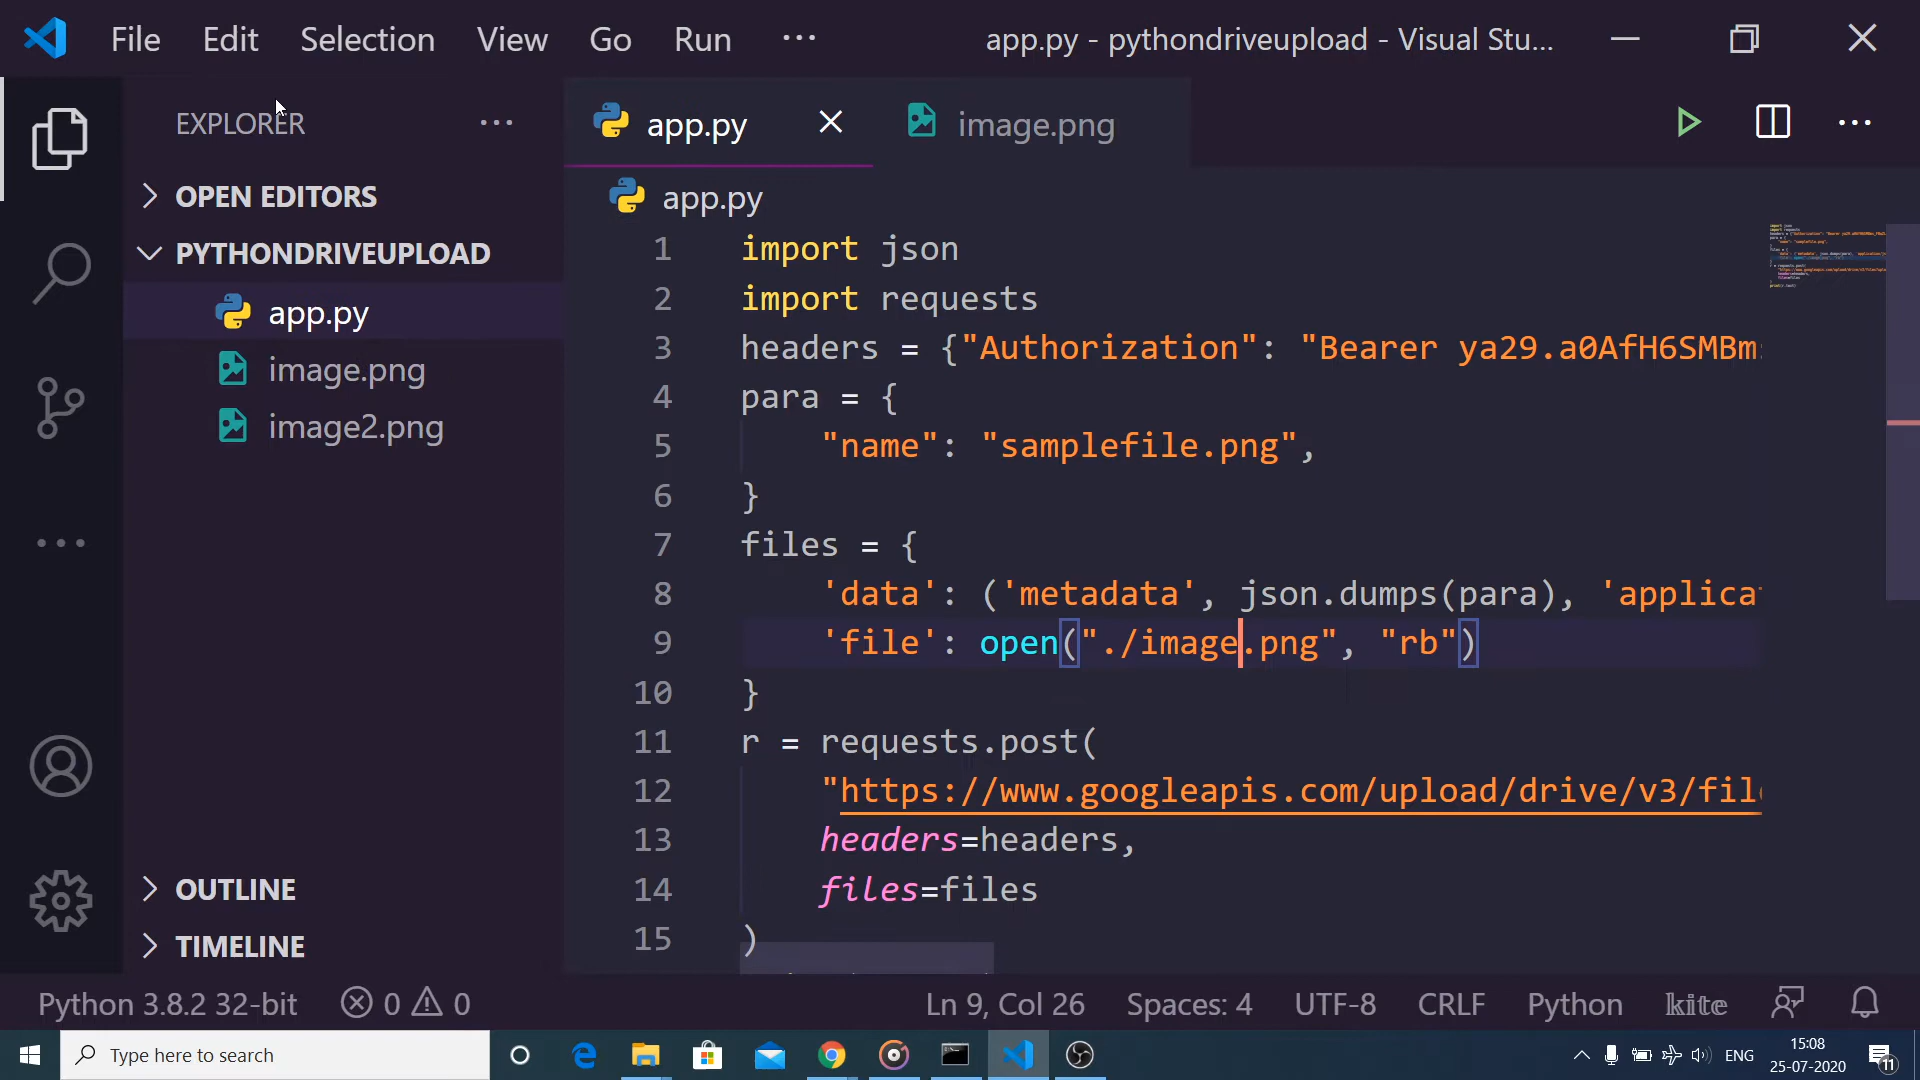 File Edit Selection View Go Run ··· app.py - pythondriveupload - Visual Stu...
EXPLORER ···
app.py
image.png
OPEN EDITORS
PYTHONDRIVEUPLOAD
app.py
image.png
image2.png
OUTLINE
TIMELINE
app.py
1 import json
2 import requests
3 headers = {"Authorization": "Bearer ya29.a0AfH6SMBm
4 para = {
5 "name": "samplefile.png",
6 }
7 files = {
8 'data': ('metadata', json.dumps(para), 'applica
9 'file': open("./image.png", "rb")
10 }
11 r = requests.post(
12 "https://www.googleapis.com/upload/drive/v3/fil
13 headers=headers,
14 files=files
15 )
Python 3.8.2 32-bit 0 0 Ln 9, Col 26 Spaces: 4 UTF-8 CRLF Python kite
Type here to search
ENG
15:08
25-07-2020
11